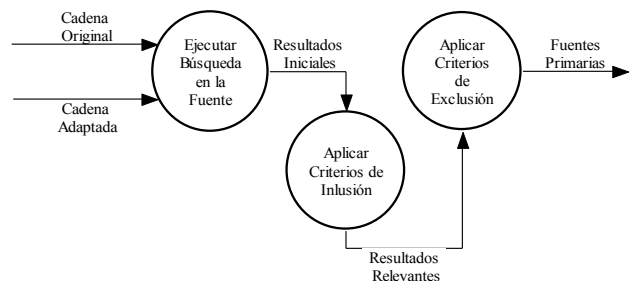 Cadena
Original
Cadena
Adaptada
Ejecutar
Búsqueda
en la
Fuente
Resultados
Iniciales
Aplicar
Criterios de
Inlusión
Resultados
Relevantes
Aplicar
Criterios
de
Exclusión
Fuentes
Primarias